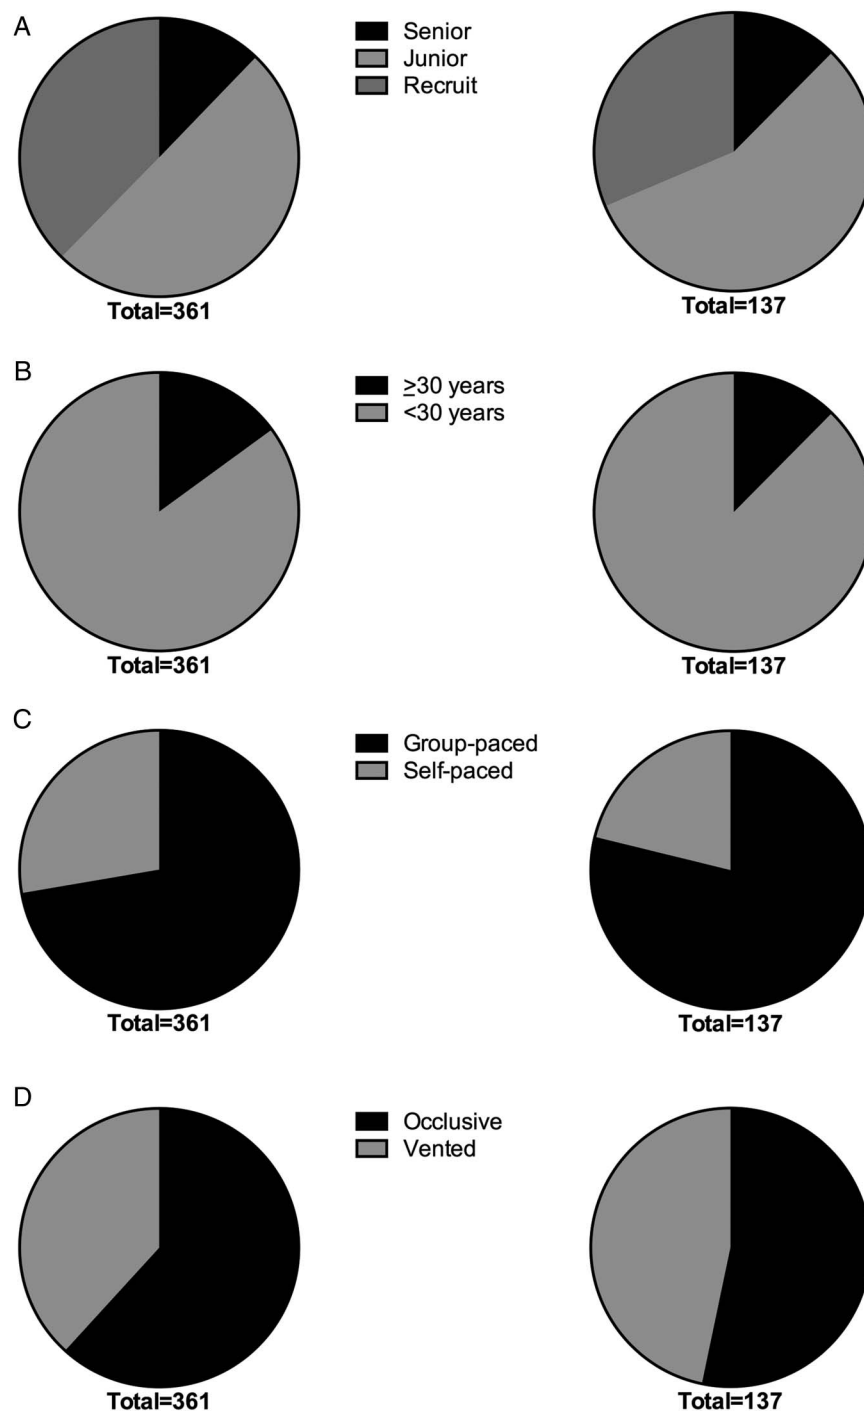 A
Senior
Junior
Recruit
Total=361
Total=137
B
≥30 years
<30 years
Total=361
Total=137
C
Group-paced
Self-paced
Total=361
Total=137
D
Occlusive
Vented
Total=361
Total=137